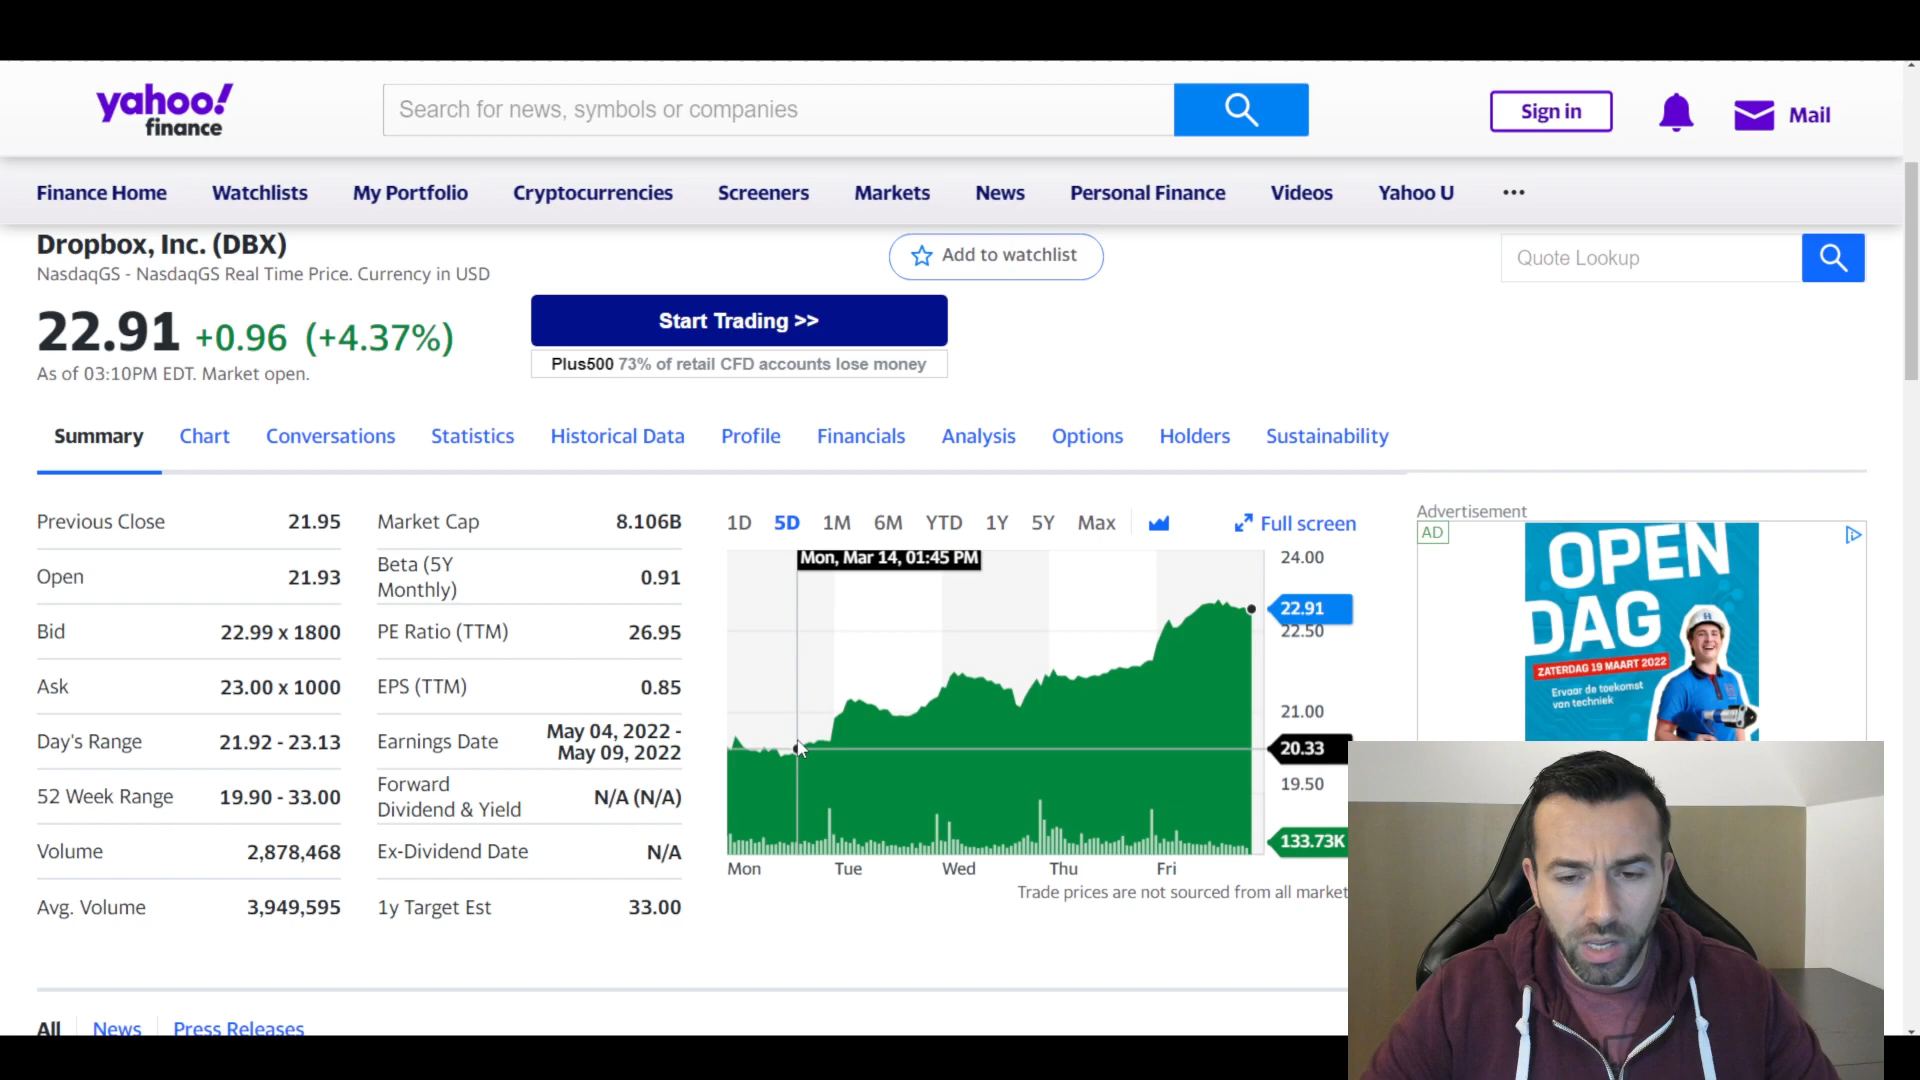 yahoo!
finance
Search for news, symbols or companies
Sign in
Mail
Finance Home Watchlists My Portfolio Cryptocurrencies Screeners Markets News Personal Finance Videos Yahoo U ...
Dropbox, Inc. (DBX)
NasdaqGS - NasdaqGS Real Time Price. Currency in USD
Add to watchlist
Quote Lookup
22.91 +0.96 (+4.37%)
As of 03:10PM EDT. Market open.
Start Trading >>
Plus500 73% of retail CFD accounts lose money
Summary Chart Conversations Statistics Historical Data Profile Financials Analysis Options Holders Sustainability
Previous Close 21.95
Open 21.93
Bid 22.99 x 1800
Ask 23.00 x 1000
Day's Range 21.92 - 23.13
52 Week Range 19.90 - 33.00
Volume 2,878,468
Avg. Volume 3,949,595
Market Cap 8.106B
Beta (5Y
Monthly) 0.91
PE Ratio (TTM) 26.95
EPS (TTM) 0.85
Earnings Date May 04, 2022 -
May 09, 2022
Forward
Dividend & Yield N/A (N/A)
Ex-Dividend Date N/A
1y Target Est 33.00
1D 5D 1M 6M YTD 1Y 5Y Max Full screen
Mon, Mar 14, 01:45 PM
24.00
22.91
22.50
21.00
20.33
19.50
133.73K
Mon Tue Wed Thu Fri
Trade prices are not sourced from all market
Advertisement
AD
OPEN
DAG
ZATERDAG 19 MAART 2022
Ervaar de toekomst
van techniek
All News Press Releases